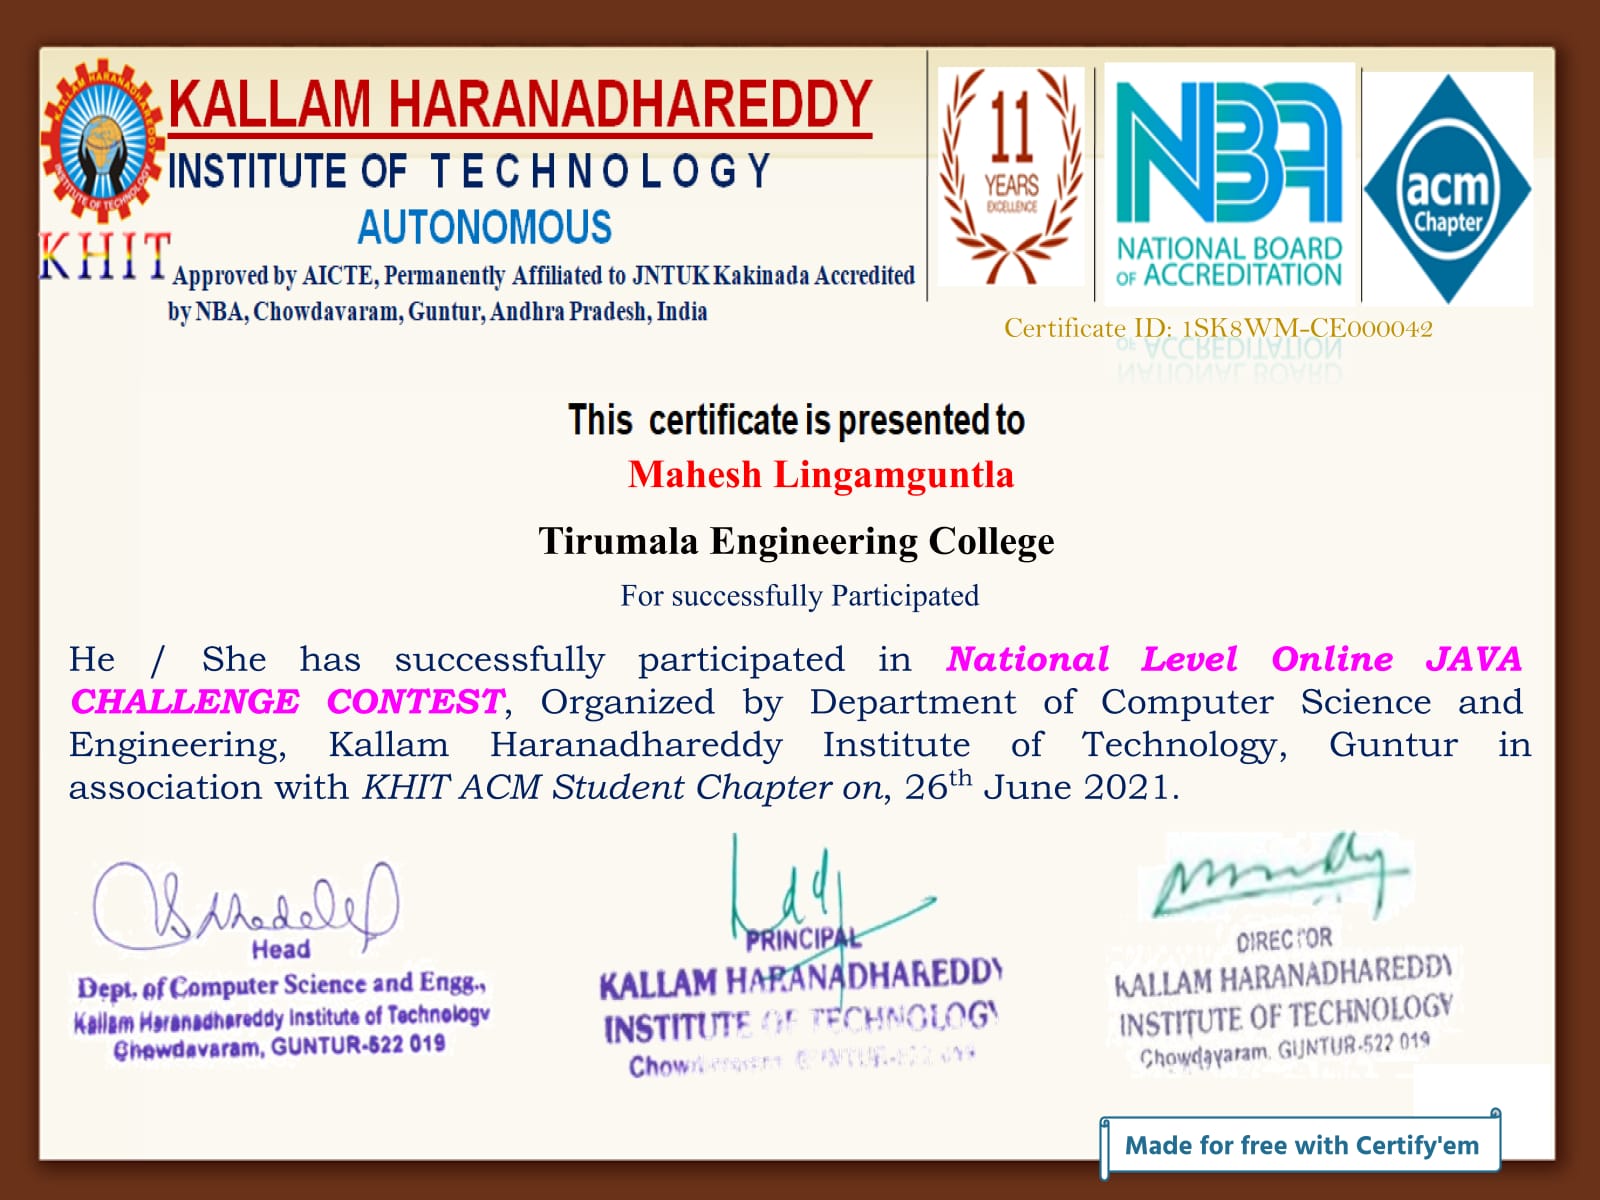 KALLAM HARANADHAREDDY
INSTITUTE OF TECHNOLOGY
KHIT
KALLAM HARANADHAREDDY
INSTITUTE OF TECHNOLOGY
AUTONOMOUS
Approved by AICTE, Permanently Affiliated to JNTUK Kakinada Accredited
by NBA, Chowdavaram, Guntur, Andhra Pradesh, India
11
YEARS
EXCELLENCE
NBA
NATIONAL BOARD
OF ACCREDITATION
acm
Chapter
Certificate ID: 1SK8WM-CE000042
This certificate is presented to
Mahesh Lingamguntla
Tirumala Engineering College
For successfully Participated
He / She has successfully participated in National Level Online JAVA
CHALLENGE CONTEST, Organized by Department of Computer Science and
Engineering, Kallam Haranadhareddy Institute of Technology, Guntur in
association with KHIT ACM Student Chapter on, 26th June 2021.
Head
Dept. of Computer Science and Engg.,
Kallam Haranadhareddy Institute of Technology
Chowdavaram, GUNTUR-522 019
PRINCIPAL
KALLAM HARANADHAREDDY
INSTITUTE OF TECHNOLOGY
DIRECTOR
KALLAM HARANADHAREDDY
INSTITUTE OF TECHNOLOGY
Chowdavaram, GUNTUR-522 019
Made for free with Certify'em